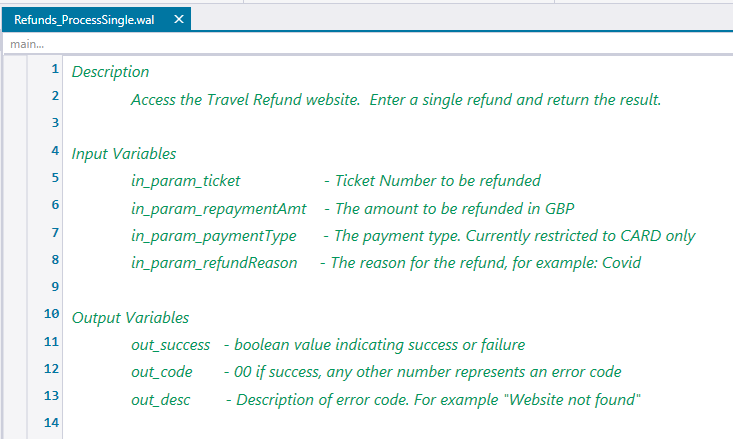 Refunds_ProcessSingle.wal ✕
main...
1 Description
2 Access the Travel Refund website. Enter a single refund and return the result.
3
4 Input Variables
5 in_param_ticket - Ticket Number to be refunded
6 in_param_repaymentAmt - The amount to be refunded in GBP
7 in_param_paymentType - The payment type. Currently restricted to CARD only
8 in_param_refundReason - The reason for the refund, for example: Covid
9
10 Output Variables
11 out_success - boolean value indicating success or failure
12 out_code - 00 if success, any other number represents an error code
13 out_desc - Description of error code. For example "Website not found"
14